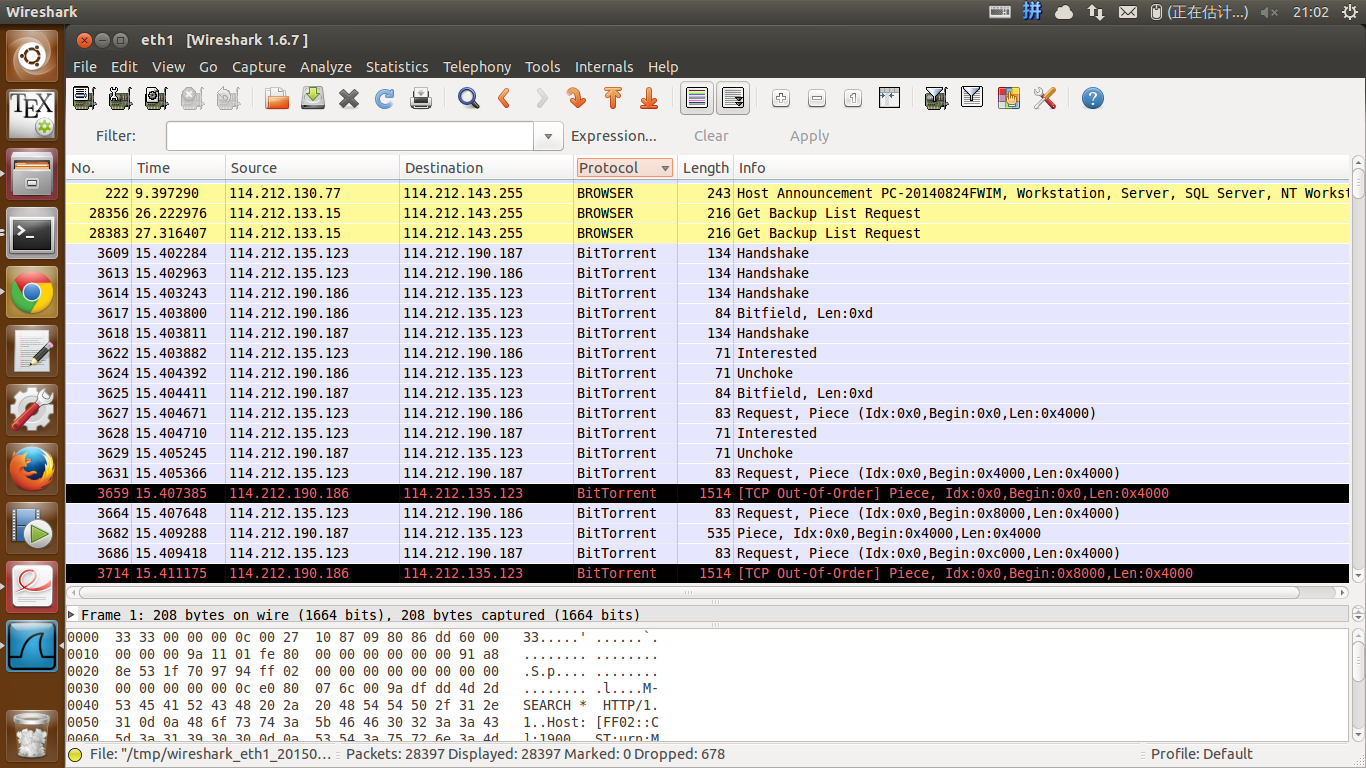 Wireshark 拼 (正在估计...) 21:02
eth1 [Wireshark 1.6.7 ]
File Edit View Go Capture Analyze Statistics Telephony Tools Internals Help
Filter: Expression... Clear Apply
No. Time Source Destination Protocol Length Info
222 9.397290 114.212.130.77 114.212.143.255 BROWSER 243 Host Announcement PC-20140824FWIM, Workstation, Server, SQL Server, NT Workst
28356 26.222976 114.212.133.15 114.212.143.255 BROWSER 216 Get Backup List Request
28383 27.316407 114.212.133.15 114.212.143.255 BROWSER 216 Get Backup List Request
3609 15.402284 114.212.135.123 114.212.190.187 BitTorrent 134 Handshake
3613 15.402963 114.212.135.123 114.212.190.186 BitTorrent 134 Handshake
3614 15.403243 114.212.190.186 114.212.135.123 BitTorrent 134 Handshake
3617 15.403800 114.212.190.186 114.212.135.123 BitTorrent 84 Bitfield, Len:0xd
3618 15.403811 114.212.190.187 114.212.135.123 BitTorrent 134 Handshake
3622 15.403882 114.212.135.123 114.212.190.186 BitTorrent 71 Interested
3624 15.404392 114.212.190.186 114.212.135.123 BitTorrent 71 Unchoke
3625 15.404411 114.212.190.187 114.212.135.123 BitTorrent 84 Bitfield, Len:0xd
3627 15.404671 114.212.135.123 114.212.190.186 BitTorrent 83 Request, Piece (Idx:0x0,Begin:0x0,Len:0x4000)
3628 15.404710 114.212.135.123 114.212.190.187 BitTorrent 71 Interested
3629 15.405245 114.212.190.187 114.212.135.123 BitTorrent 71 Unchoke
3631 15.405366 114.212.135.123 114.212.190.187 BitTorrent 83 Request, Piece (Idx:0x0,Begin:0x4000,Len:0x4000)
3659 15.407385 114.212.190.186 114.212.135.123 BitTorrent 1514 [TCP Out-Of-Order] Piece, Idx:0x0,Begin:0x0,Len:0x4000
3664 15.407648 114.212.135.123 114.212.190.186 BitTorrent 83 Request, Piece (Idx:0x0,Begin:0x8000,Len:0x4000)
3682 15.409288 114.212.190.187 114.212.135.123 BitTorrent 535 Piece, Idx:0x0,Begin:0x4000,Len:0x4000
3686 15.409418 114.212.135.123 114.212.190.187 BitTorrent 83 Request, Piece (Idx:0x0,Begin:0xc000,Len:0x4000)
3714 15.411175 114.212.190.186 114.212.135.123 BitTorrent 1514 [TCP Out-Of-Order] Piece, Idx:0x0,Begin:0x8000,Len:0x4000
Frame 1: 208 bytes on wire (1664 bits), 208 bytes captured (1664 bits)
0000 33 33 00 00 00 0c 00 27 10 87 09 80 86 dd 60 00 33.....' ......`.
0010 00 00 00 9a 11 01 fe 80 00 00 00 00 00 00 91 a8 ........ ........
0020 8e 53 1f 70 97 94 ff 02 00 00 00 00 00 00 00 00 .S.p.... ........
0030 00 00 00 00 00 0c e0 80 07 6c 00 9a df dd 4d 2d ........ .l....M-
0040 53 45 41 52 43 48 20 2a 20 48 54 54 50 2f 31 2e SEARCH * HTTP/1.
0050 31 0d 0a 48 6f 73 74 3a 5b 46 46 30 32 3a 3a 43 1..Host: [FF02::C
0060 5d 3a 31 39 30 30 0d 0a 53 54 3a 75 72 6e 3a 4d ]:1900.. ST:urn:M
File: "/tmp/wireshark_eth1_20150... Packets: 28397 Displayed: 28397 Marked: 0 Dropped: 678 Profile: Default